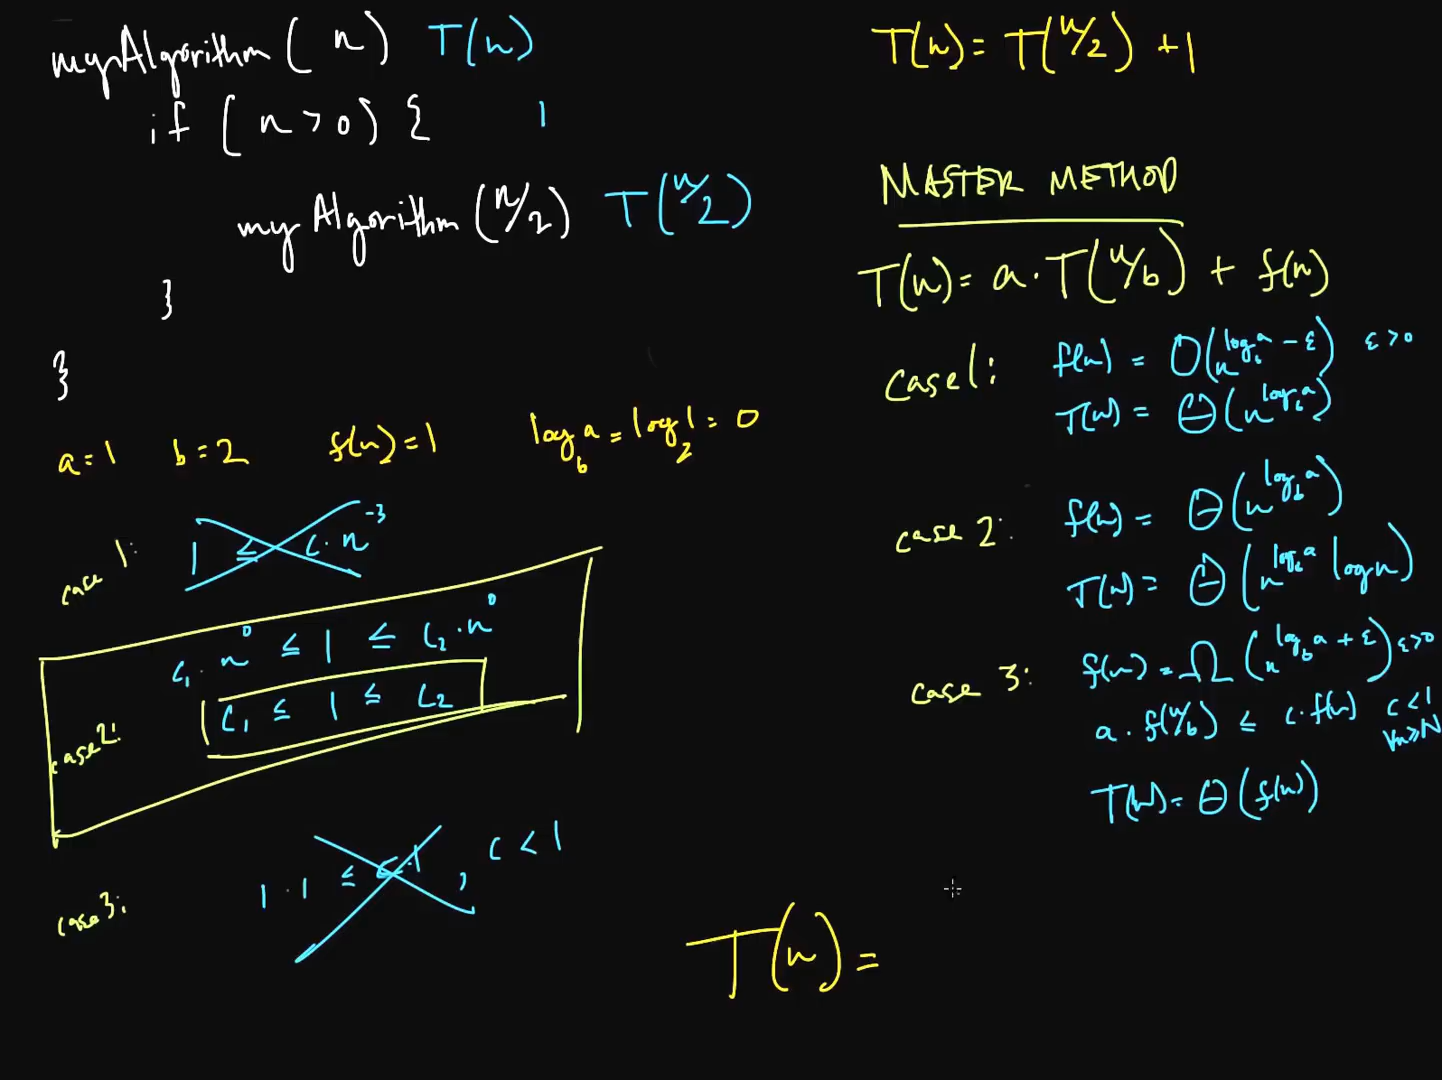 myAlgorithm ( n ) T(n)
if ( n > 0 ) { 1
myAlgorithm (n/2) T(n/2)
}
}
a = 1 b = 2 f(n) = 1 log_b a = log_2 1 = 0
case 1: 1 ≤ c · n^-3
case 2: c₁ · n^0 ≤ 1 ≤ c₂ · n^0
c₁ ≤ 1 ≤ c₂
case 3: 1 · 1 ≤ c · 1 , c < 1
T(n) = T(n/2) + 1
MASTER METHOD
T(n) = a · T(n/b) + f(n)
case 1: f(n) = O(n^(log_b a - ε)) ε > 0
T(n) = Θ(n^(log_b a))
case 2: f(n) = Θ(n^(log_b a))
T(n) = Θ(n^(log_b a) log n)
case 3: f(n) = Ω(n^(log_b a + ε)) ε > 0
a · f(n/b) ≤ c · f(n) c < 1
∀n ≥ N
T(n) = Θ(f(n))
T(n) =